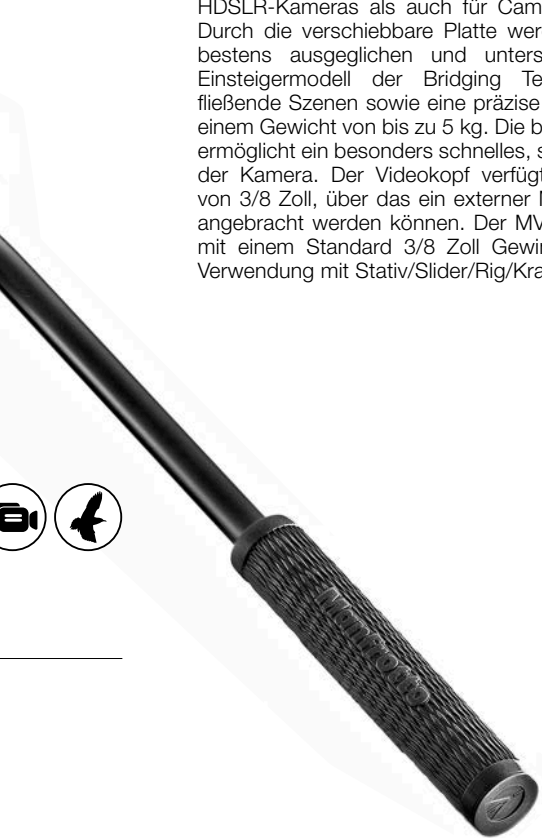 HDSLR-Kameras als auch für Cam
Durch die verschiebbare Platte wer
bestens ausgeglichen und unters
Einsteigermodell der Bridging Te
fließende Szenen sowie eine präzise
einem Gewicht von bis zu 5 kg. Die b
ermöglicht ein besonders schnelles, s
der Kamera. Der Videokopf verfügt
von 3/8 Zoll, über das ein externer M
angebracht werden können. Der MV
mit einem Standard 3/8 Zoll Gewin
Verwendung mit Stativ/Slider/Rig/Kra
Manfrotto